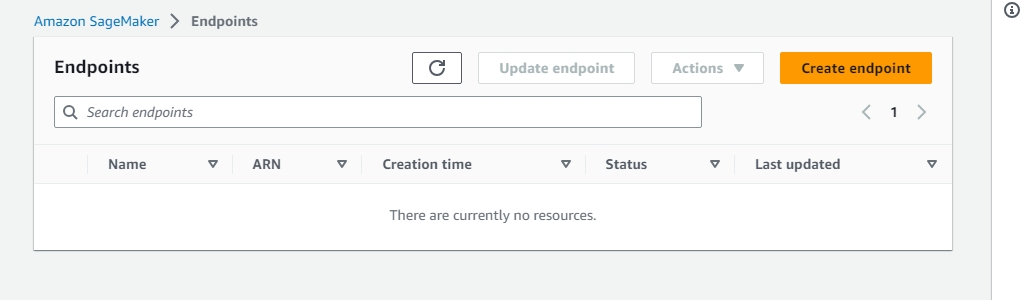 Amazon SageMaker > Endpoints
Endpoints
Update endpoint
Actions
Create endpoint
Search endpoints
1
Name ARN Creation time Status Last updated
There are currently no resources.